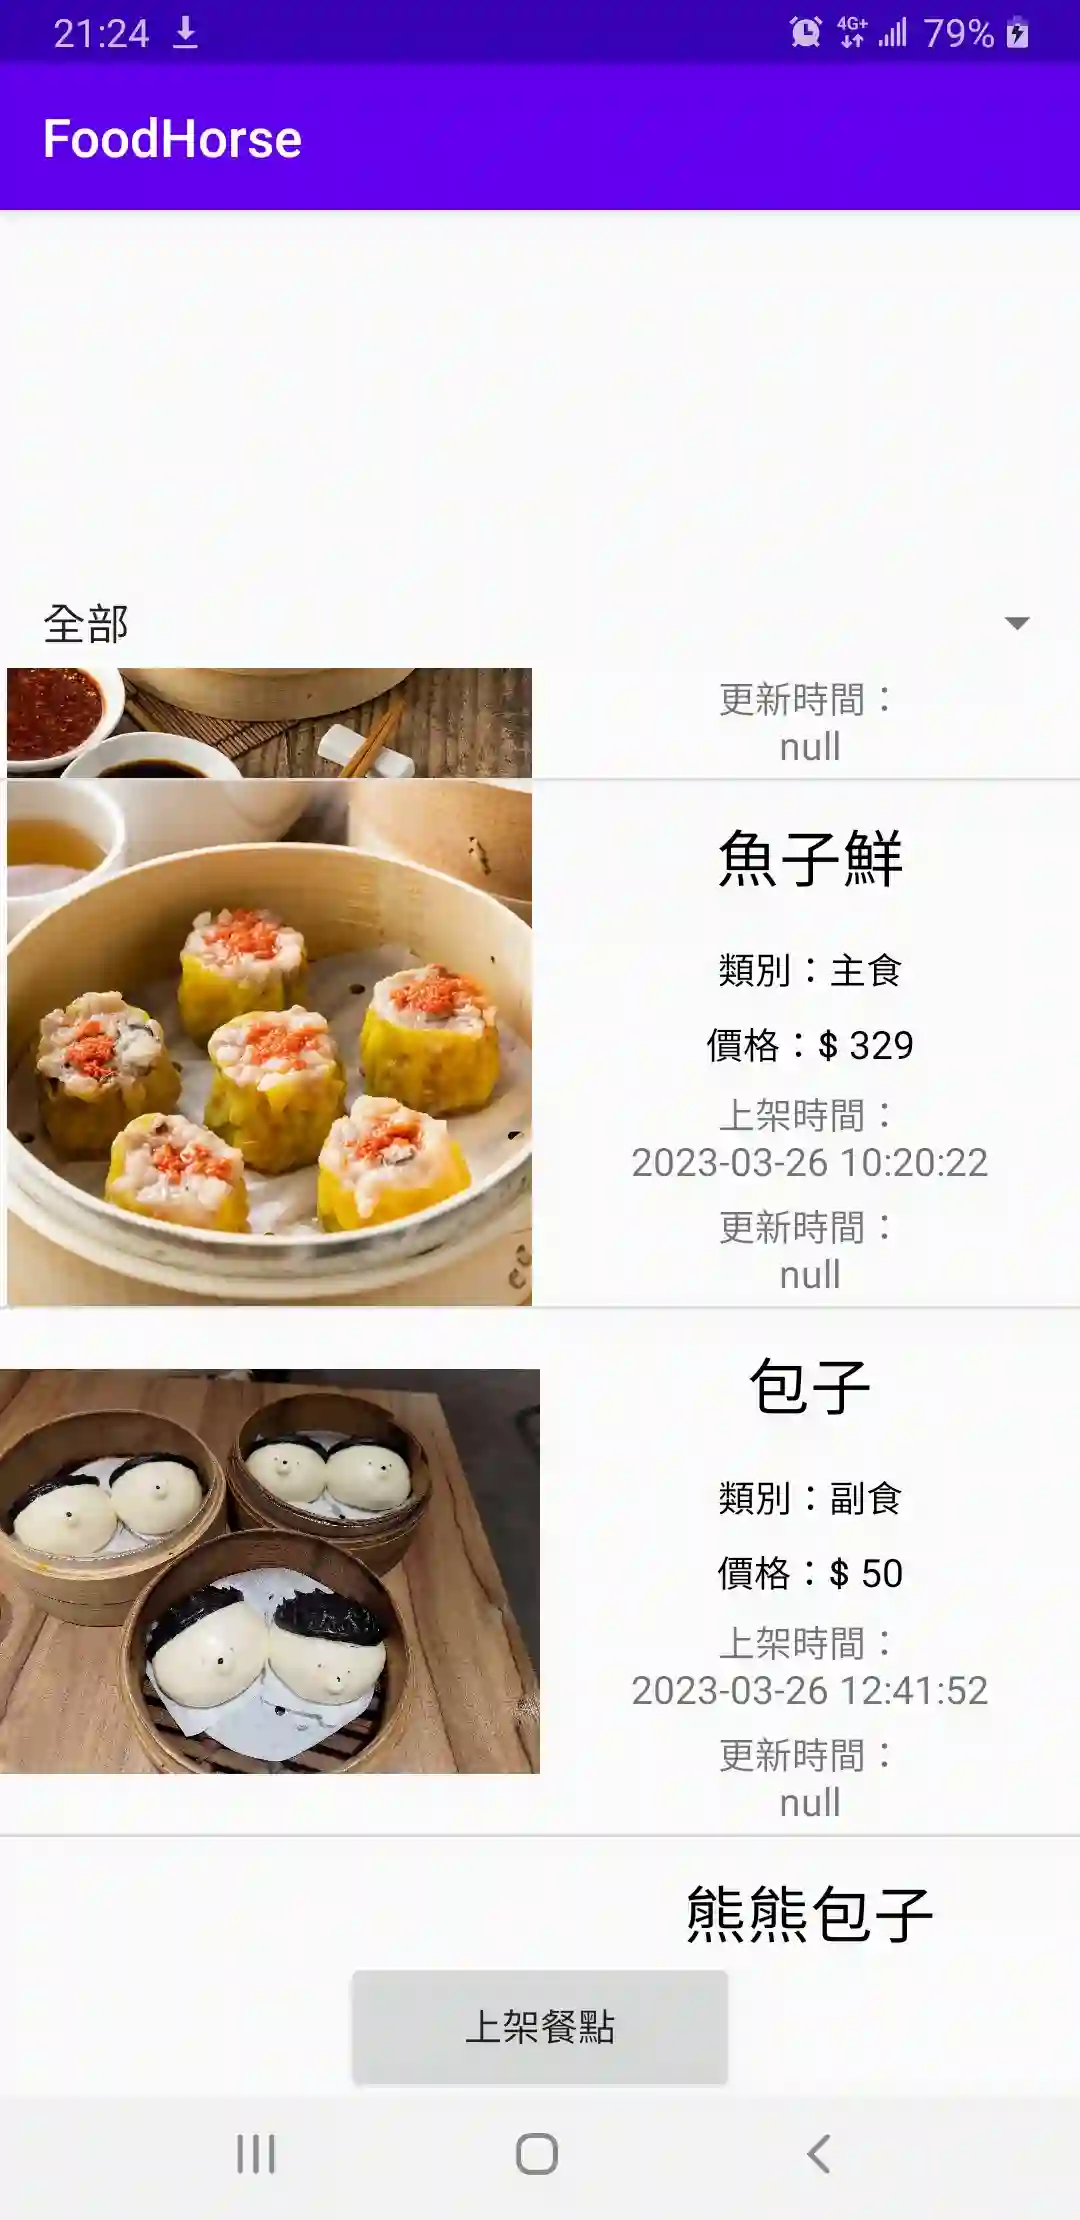 21:24
4G+ 79%
FoodHorse
全部
更新時間：
null
魚子鮮
類別：主食
價格：$ 329
上架時間：
2023-03-26 10:20:22
更新時間：
null
包子
類別：副食
價格：$ 50
上架時間：
2023-03-26 12:41:52
更新時間：
null
熊熊包子
上架餐點